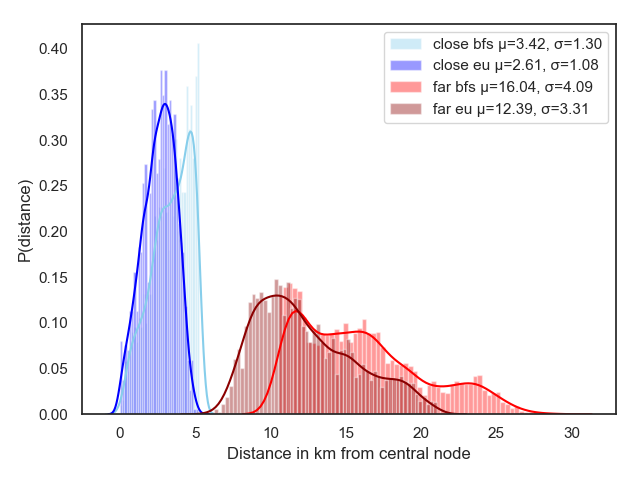 close bfs μ=3.42, σ=1.30
close eu μ=2.61, σ=1.08
far bfs μ=16.04, σ=4.09
far eu μ=12.39, σ=3.31
P(distance)
0.40
0.35
0.30
0.25
0.20
0.15
0.10
0.05
0.00
0 5 10 15 20 25 30
Distance in km from central node